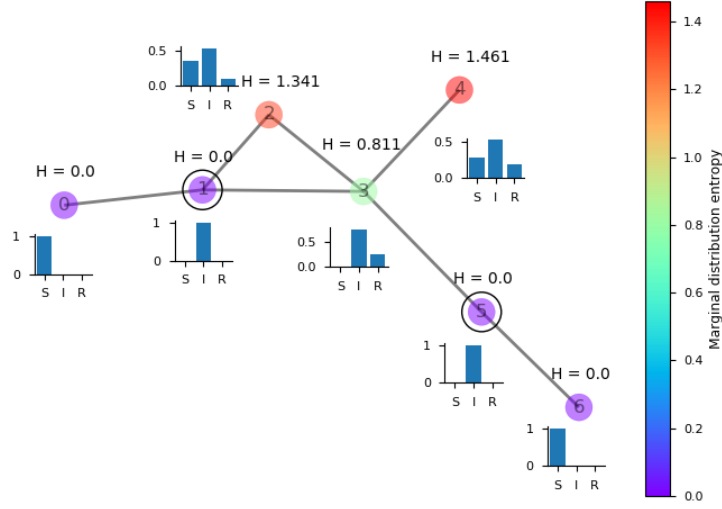 H = 0.0
0
1
0
S I R
0.5
0.0
S I R
H = 1.341
2
H = 0.0
1
1
0
S I R
H = 0.811
3
0.5
0.0
S I R
H = 1.461
4
0.5
0.0
S I R
H = 0.0
5
1
0
S I R
H = 0.0
6
1
0
S I R
1.4
1.2
1.0
0.8
0.6
0.4
0.2
0.0
Marginal distribution entropy